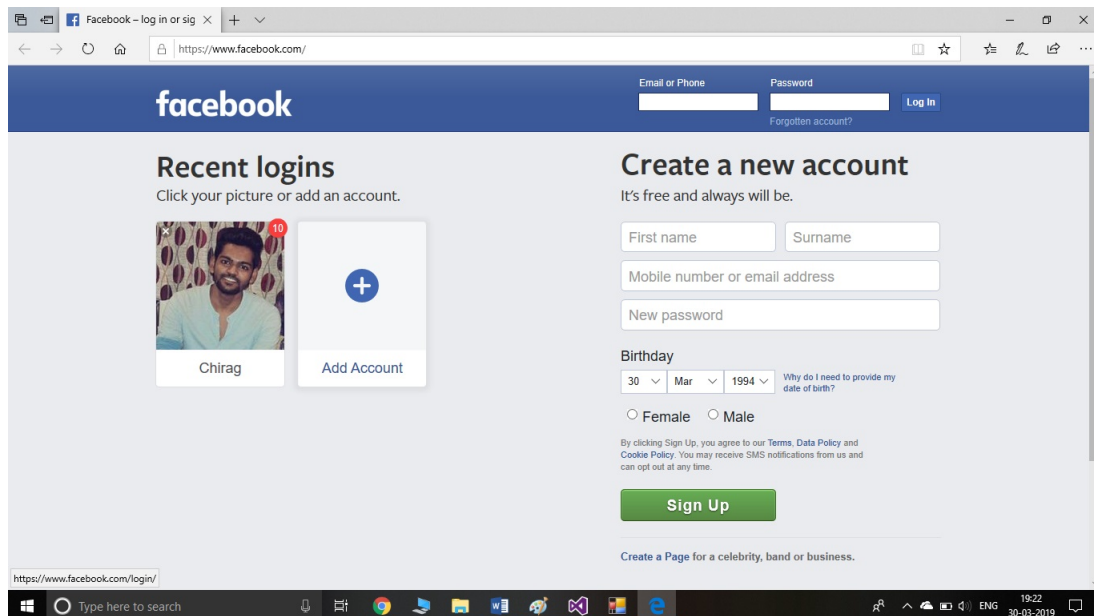 Facebook – log in or sig
https://www.facebook.com/
facebook
Email or Phone
Password
Log In
Forgotten account?
Recent logins
Click your picture or add an account.
10
Chirag
Add Account
Create a new account
It's free and always will be.
First name
Surname
Mobile number or email address
New password
Birthday
30
Mar
1994
Why do I need to provide my
date of birth?
Female
Male
By clicking Sign Up, you agree to our Terms, Data Policy and
Cookie Policy. You may receive SMS notifications from us and
can opt out at any time.
Sign Up
Create a Page for a celebrity, band or business.
https://www.facebook.com/login/
Type here to search
ENG
19:22
30-03-2019